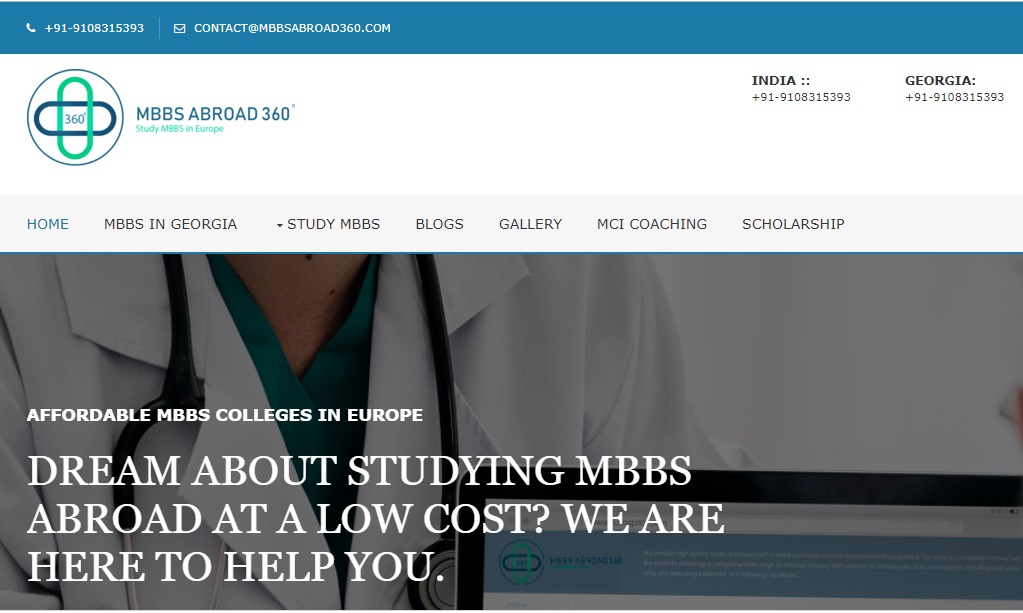 +91-9108315393
CONTACT@MBBSABROAD360.COM
360°
MBBS ABROAD 360°
Study MBBS in Europe
INDIA ::
+91-9108315393
GEORGIA:
+91-9108315393
HOME
MBBS IN GEORGIA
STUDY MBBS
BLOGS
GALLERY
MCI COACHING
SCHOLARSHIP
AFFORDABLE MBBS COLLEGES IN EUROPE
DREAM ABOUT STUDYING MBBS
ABROAD AT A LOW COST? WE ARE
HERE TO HELP YOU.
MBBS ABROAD 360°
Home